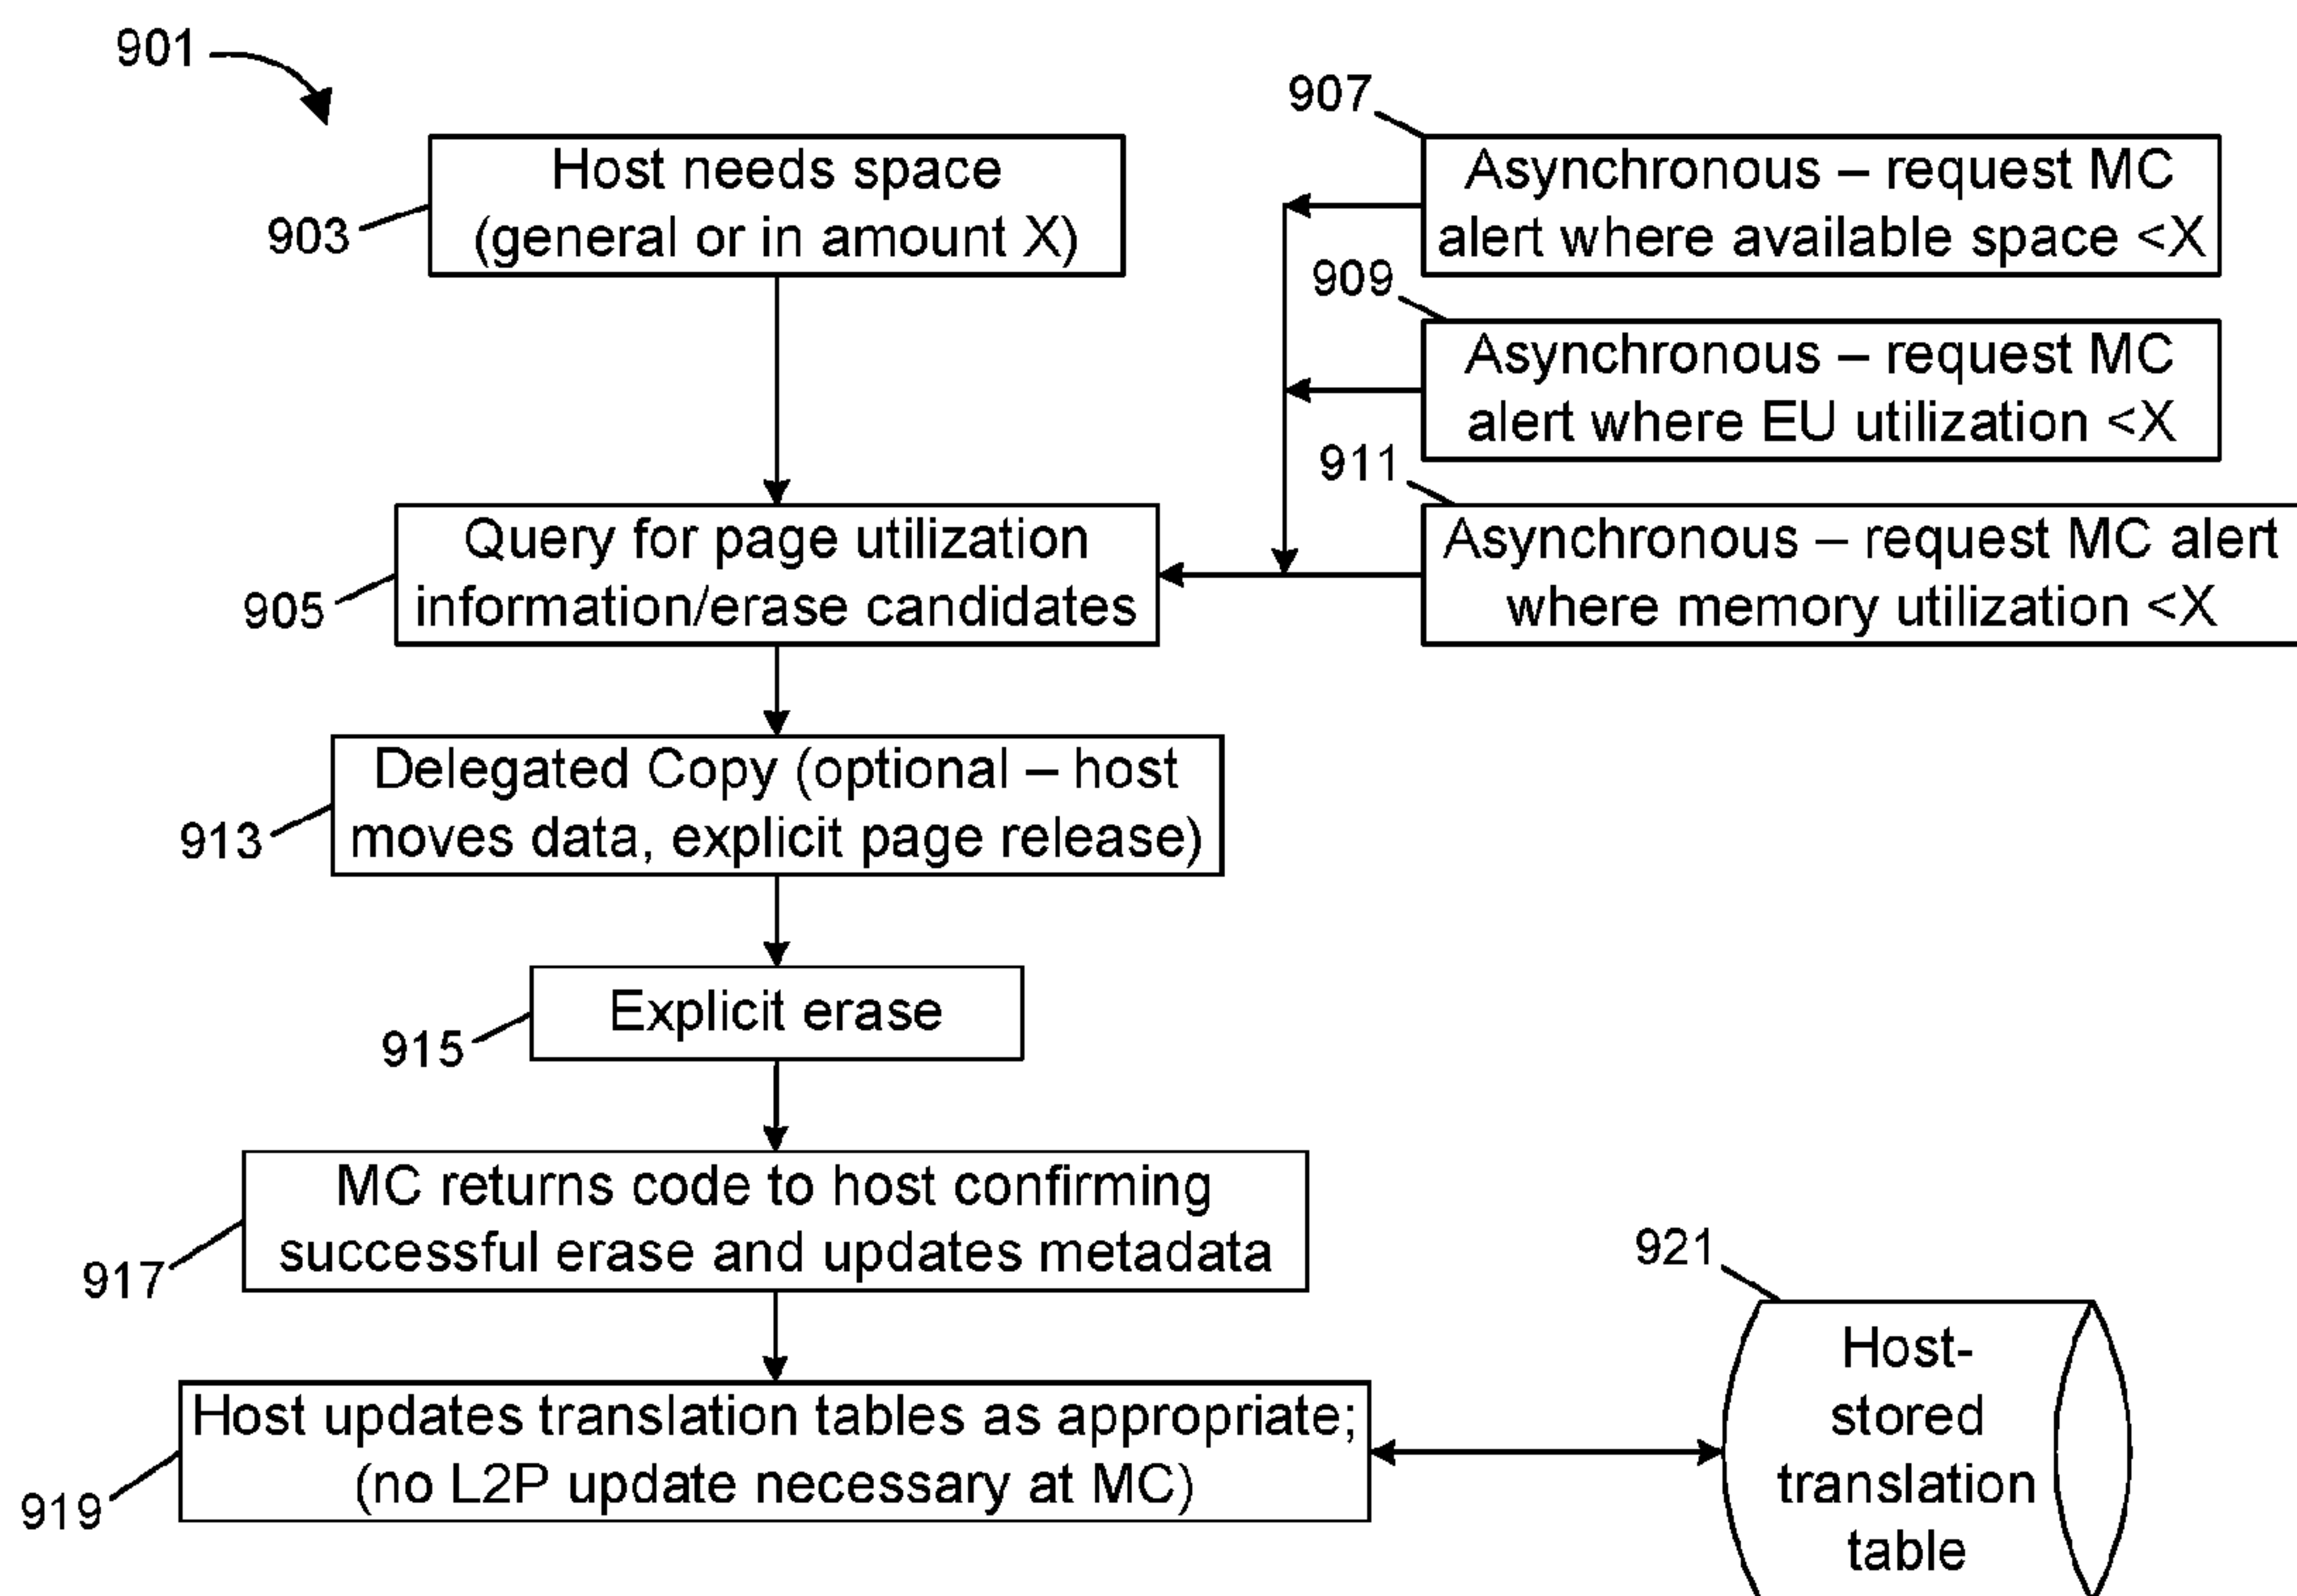 901
907
Host needs space
(general or in amount X)
903
Asynchronous – request MC
alert where available space <X
909
Asynchronous – request MC
alert where EU utilization <X
911
Query for page utilization
information/erase candidates
905
Asynchronous – request MC alert
where memory utilization <X
Delegated Copy (optional – host
moves data, explicit page release)
913
Explicit erase
915
MC returns code to host confirming
successful erase and updates metadata
917
921
Host updates translation tables as appropriate;
(no L2P update necessary at MC)
919
Host-
stored
translation
table